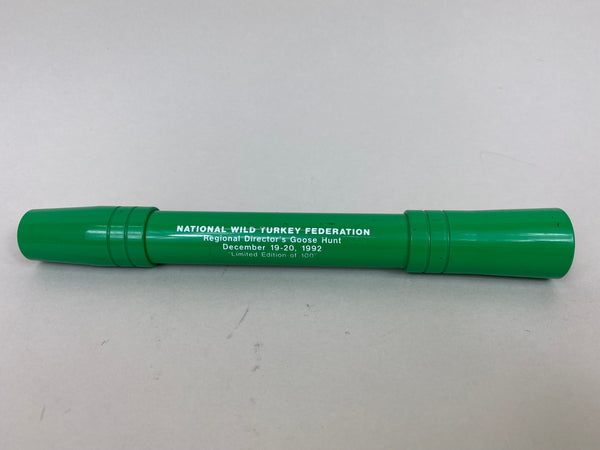 NATIONAL WILD TURKEY FEDERATION
Regional Director's Goose Hunt
December 19-20, 1992
"Limited Edition of 100"